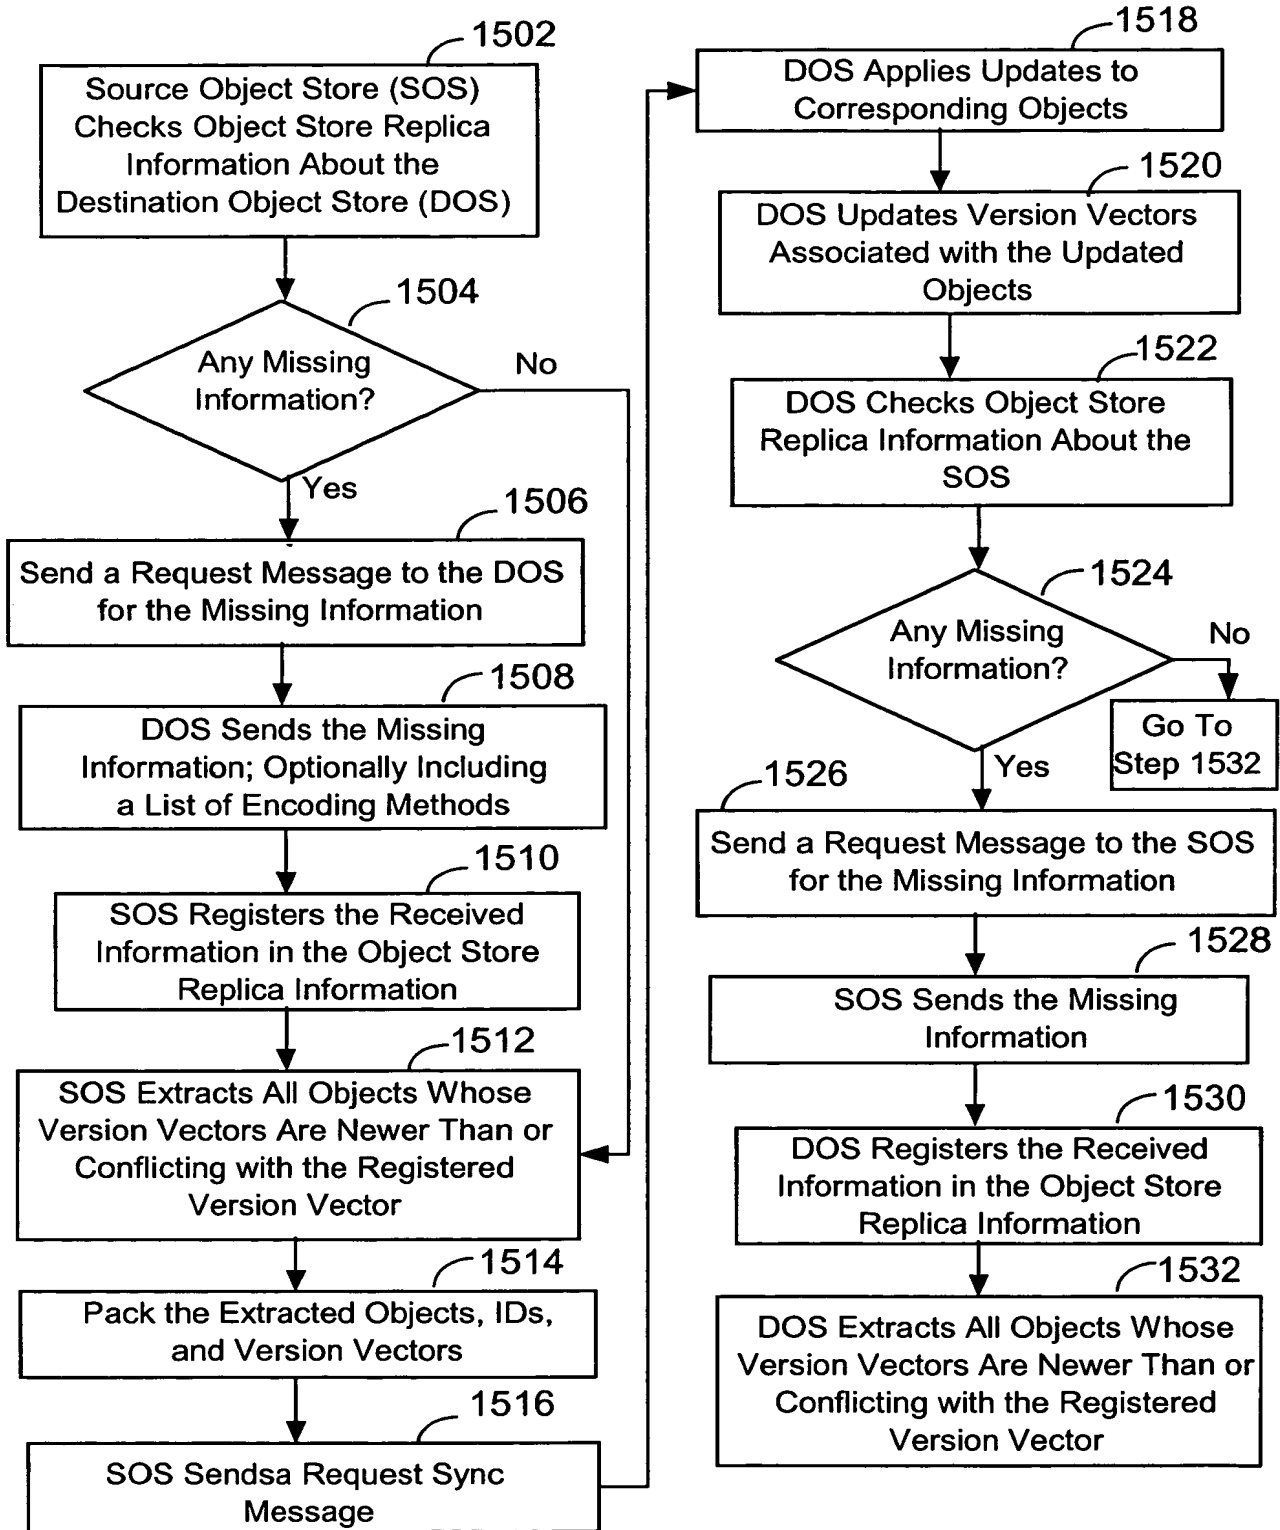 1502
Source Object Store (SOS)
Checks Object Store Replica
Information About the
Destination Object Store (DOS)
1504
Any Missing
Information?
No
Yes
1506
Send a Request Message to the DOS
for the Missing Information
1508
DOS Sends the Missing
Information; Optionally Including
a List of Encoding Methods
1510
SOS Registers the Received
Information in the Object Store
Replica Information
1512
SOS Extracts All Objects Whose
Version Vectors Are Newer Than or
Conflicting with the Registered
Version Vector
1514
Pack the Extracted Objects, IDs,
and Version Vectors
1516
SOS Sendsa Request Sync
Message
1518
DOS Applies Updates to
Corresponding Objects
1520
DOS Updates Version Vectors
Associated with the Updated
Objects
1522
DOS Checks Object Store
Replica Information About the
SOS
1524
Any Missing
Information?
No
Go To
Step 1532
Yes
1526
Send a Request Message to the SOS
for the Missing Information
1528
SOS Sends the Missing
Information
1530
DOS Registers the Received
Information in the Object Store
Replica Information
1532
DOS Extracts All Objects Whose
Version Vectors Are Newer Than or
Conflicting with the Registered
Version Vector